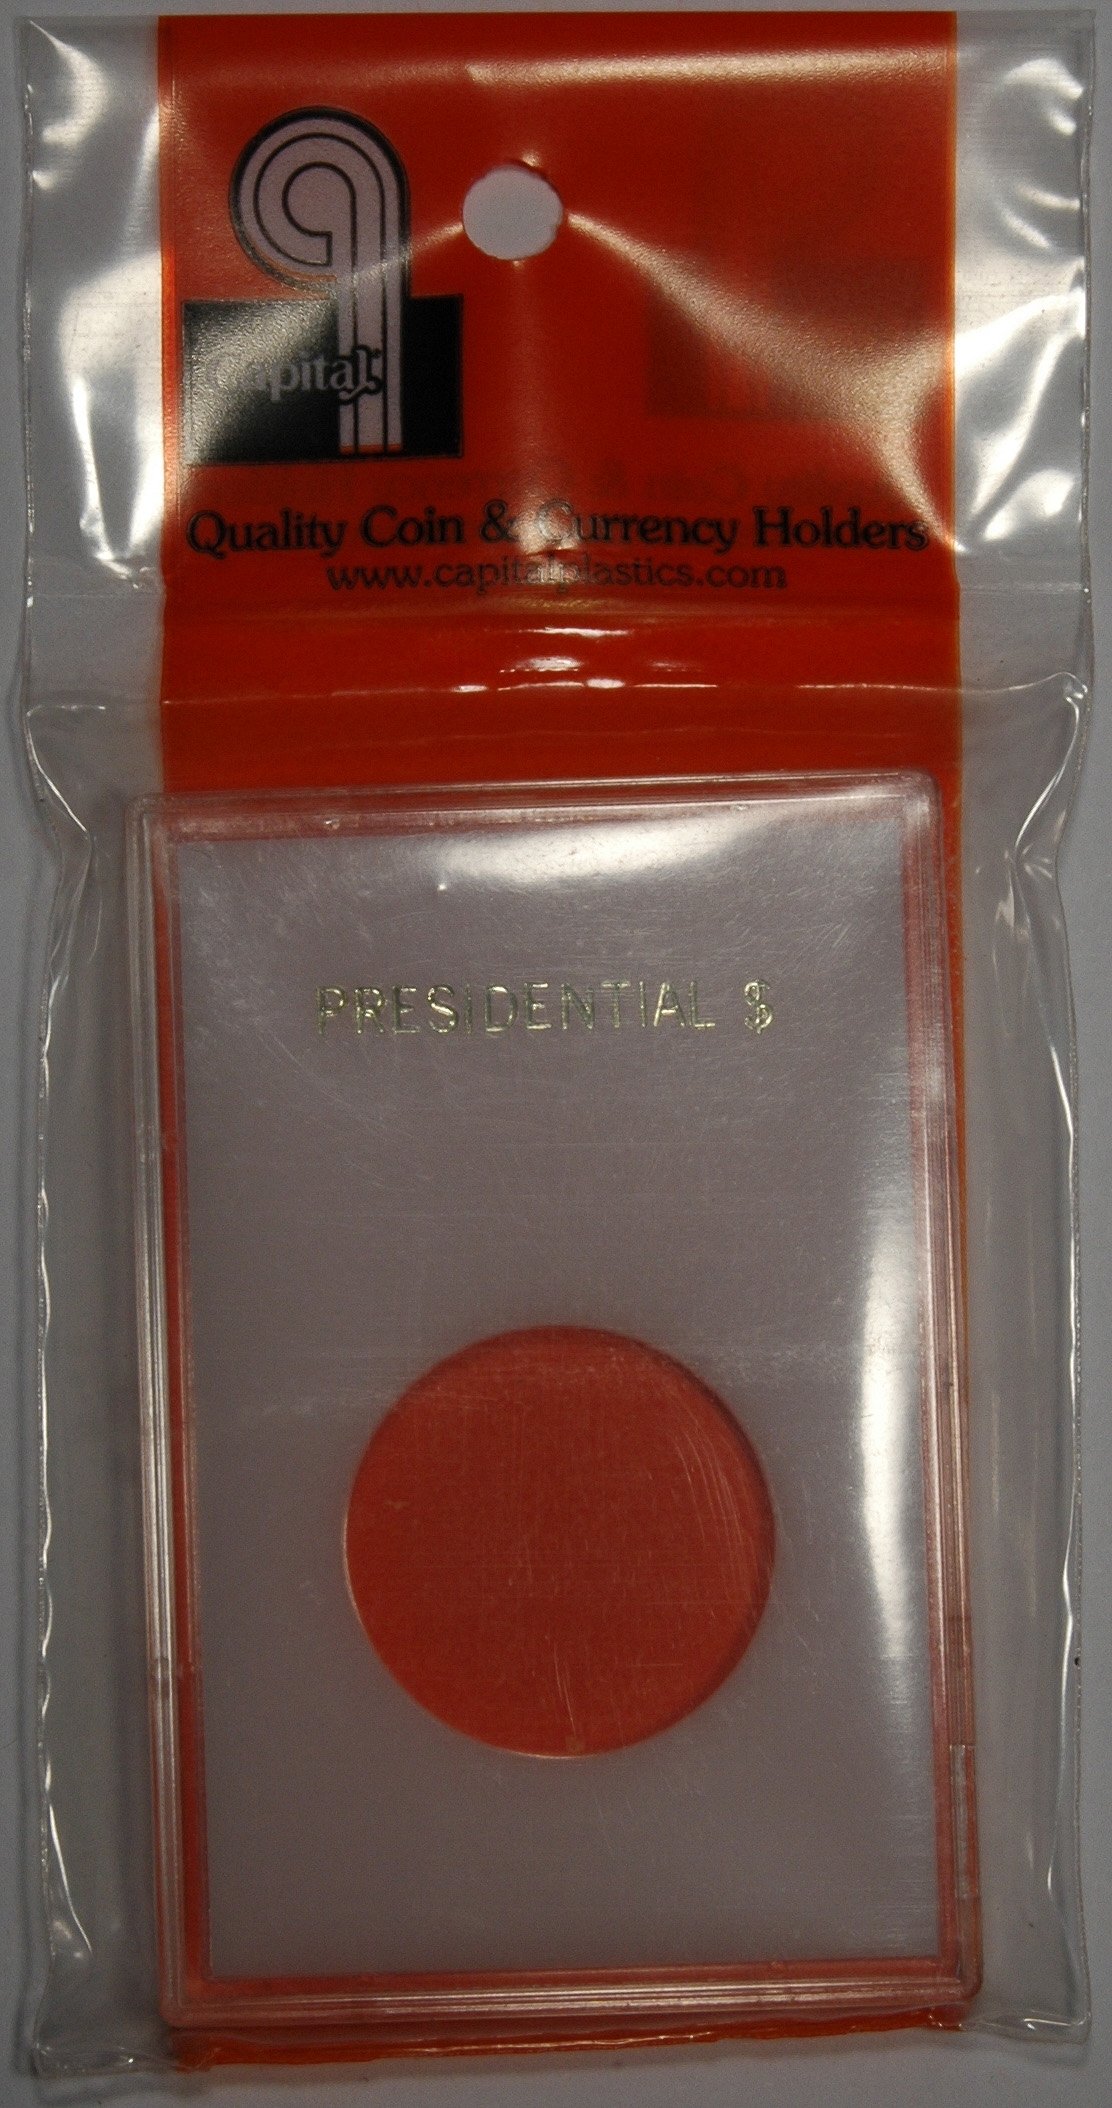 Capital
Quality Coin & Currency Holders
www.capitalplastics.com
PRESIDENTIAL $